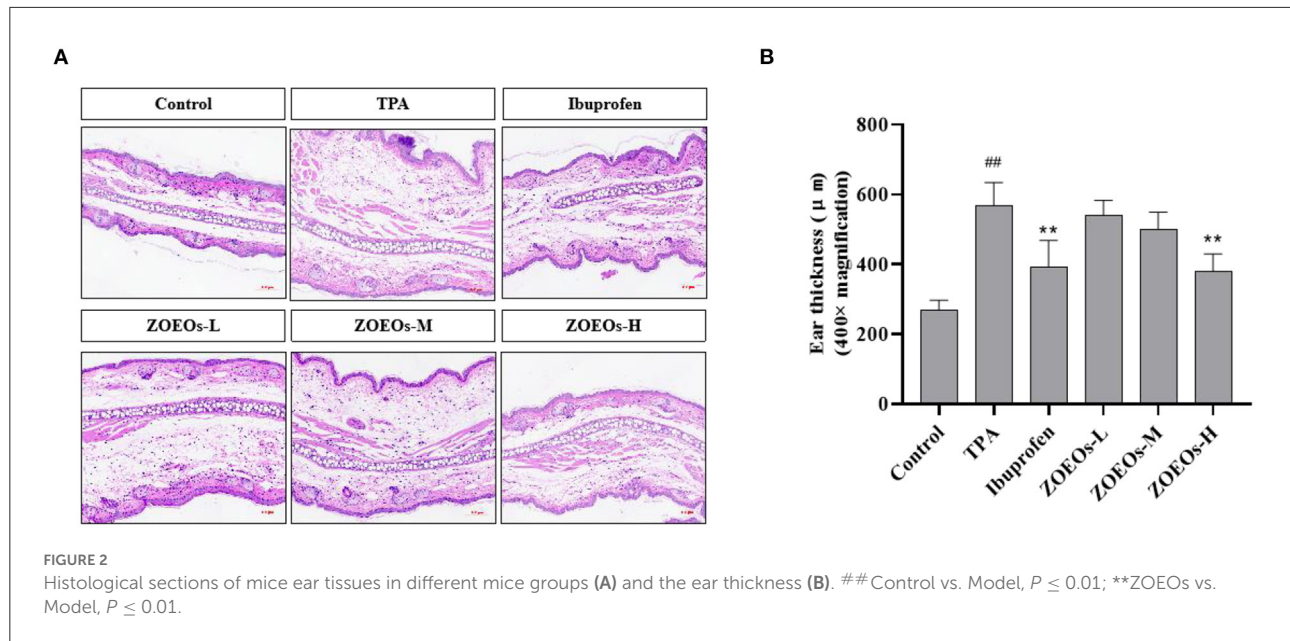 A
Control
TPA
Ibuprofen
ZOEOs-L
ZOEOs-M
ZOEOs-H
B
Ear thickness ( μ m)
(400× magnification)
800
600
400
200
0
##
**
**
Control
TPA
Ibuprofen
ZOEOs-L
ZOEOs-M
ZOEOs-H
FIGURE 2
Histological sections of mice ear tissues in different mice groups (A) and the ear thickness (B). ##Control vs. Model, P ≤ 0.01; **ZOEOs vs.
Model, P ≤ 0.01.